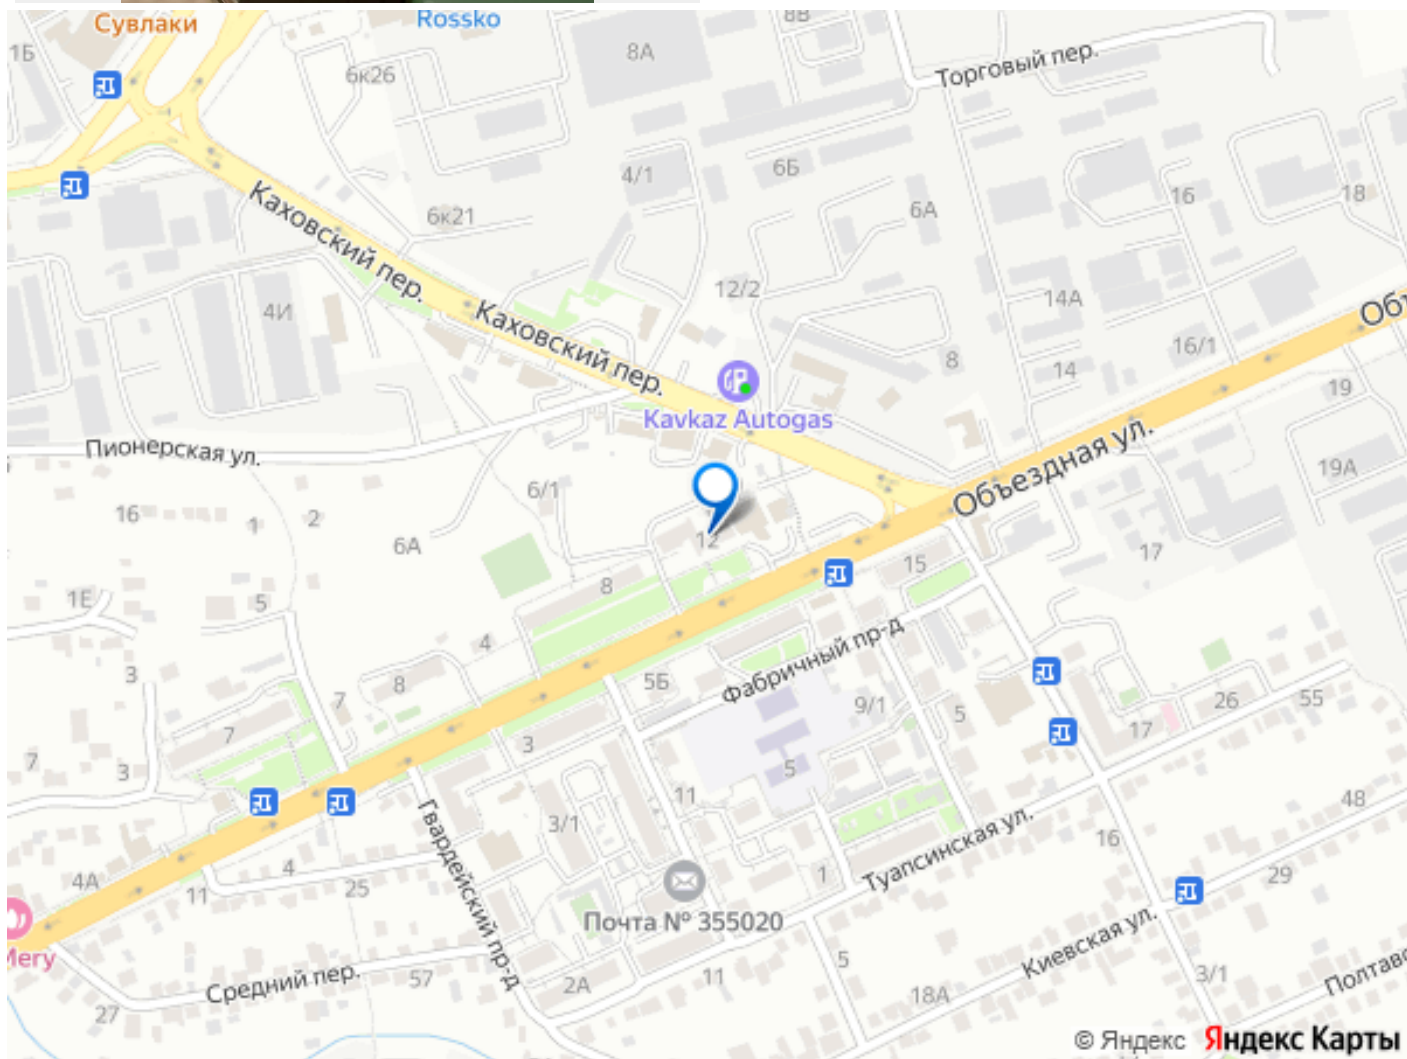 Сувлаки
Rossko
8В
1Б
6к26
8А
Торговый пер.
4/1
6Б
16
18
6к21
6А
Каховский пер.
4И
12/2
14А
Объ
Каховский пер.
16/1
8
14
19
Kavkaz Autogas
Пионерская ул.
Объездная ул.
19А
6/1
16
1
2
6А
12
17
15
1Е
5
8
4
Фабричный пр-д
3
8
7
5Б
9/1
5
26
55
7
17
7
3
3
5
11
48
Гвардейский пр-д
3/1
16
4
Туапсинская ул.
4А
25
1
29
11
Почта № 355020
Mery
Киевская ул.
57
5
Средний пер.
11
3/1
Полтавс
2А
18А
27
© Яндекс Яндекс Карты